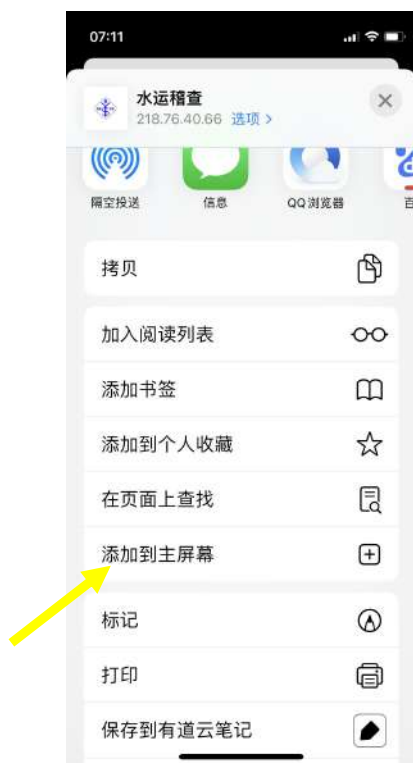 07:11
水运稽查
218.76.40.66 选项 >
隔空投送 信息 QQ浏览器 百
拷贝
加入阅读列表
添加书签
添加到个人收藏
在页面上查找
添加到主屏幕
标记
打印
保存到有道云笔记